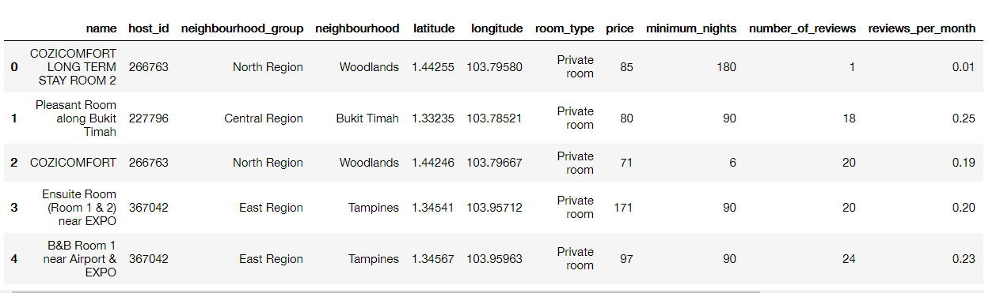 name host_id neighbourhood_group neighbourhood latitude longitude room_type price minimum_nights number_of_reviews reviews_per_month
0 COZICOMFORT LONG TERM STAY ROOM 2 266763 North Region Woodlands 1.44255 103.79580 Private room 85 180 1 0.01
1 Pleasant Room along Bukit Timah 227796 Central Region Bukit Timah 1.33235 103.78521 Private room 80 90 18 0.25
2 COZICOMFORT 266763 North Region Woodlands 1.44246 103.79667 Private room 71 6 20 0.19
3 Ensuite Room (Room 1 & 2) near EXPO 367042 East Region Tampines 1.34541 103.95712 Private room 171 90 20 0.20
4 B&B Room 1 near Airport & EXPO 367042 East Region Tampines 1.34567 103.95963 Private room 97 90 24 0.23